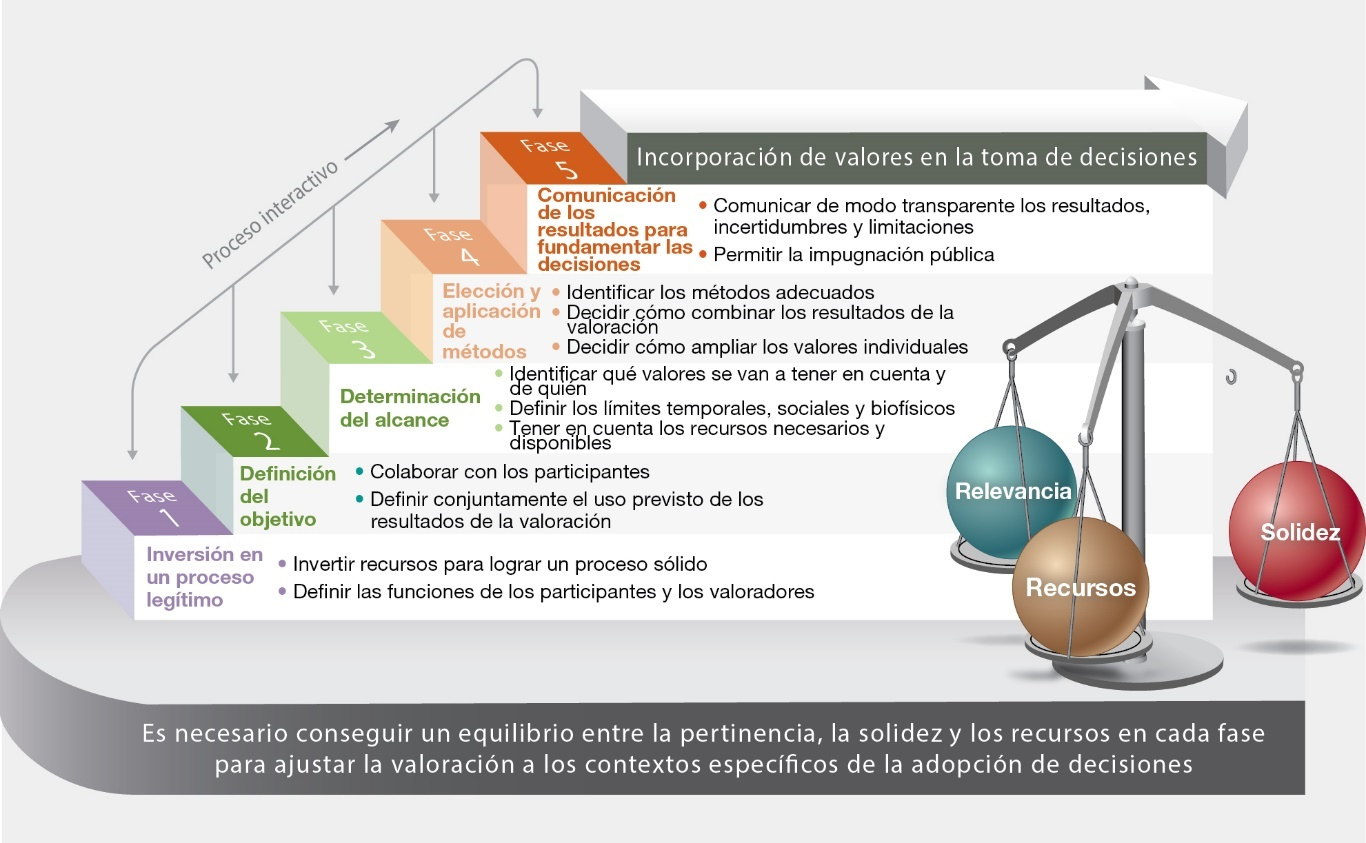 Proceso interactivo
Fase
5
Incorporación de valores en la toma de decisiones
Comunicación
de los
resultados para
fundamentar las
decisiones
• Comunicar de modo transparente los resultados,
incertidumbres y limitaciones
• Permitir la impugnación pública
Fase
4
Elección y
aplicación
de
métodos
• Identificar los métodos adecuados
• Decidir cómo combinar los resultados de la
valoración
• Decidir cómo ampliar los valores individuales
Fase
3
Determinación
del alcance
• Identificar qué valores se van a tener en cuenta y
de quién
• Definir los límites temporales, sociales y biofísicos
• Tener en cuenta los recursos necesarios y
disponibles
Fase
2
Definición
del
objetivo
• Colaborar con los participantes
• Definir conjuntamente el uso previsto de los
resultados de la valoración
Fase
1
Inversión en
un proceso
legítimo
• Invertir recursos para lograr un proceso sólido
• Definir las funciones de los participantes y los valoradores
Relevancia
Recursos
Solidez
Es necesario conseguir un equilibrio entre la pertinencia, la solidez y los recursos en cada fase
para ajustar la valoración a los contextos específicos de la adopción de decisiones